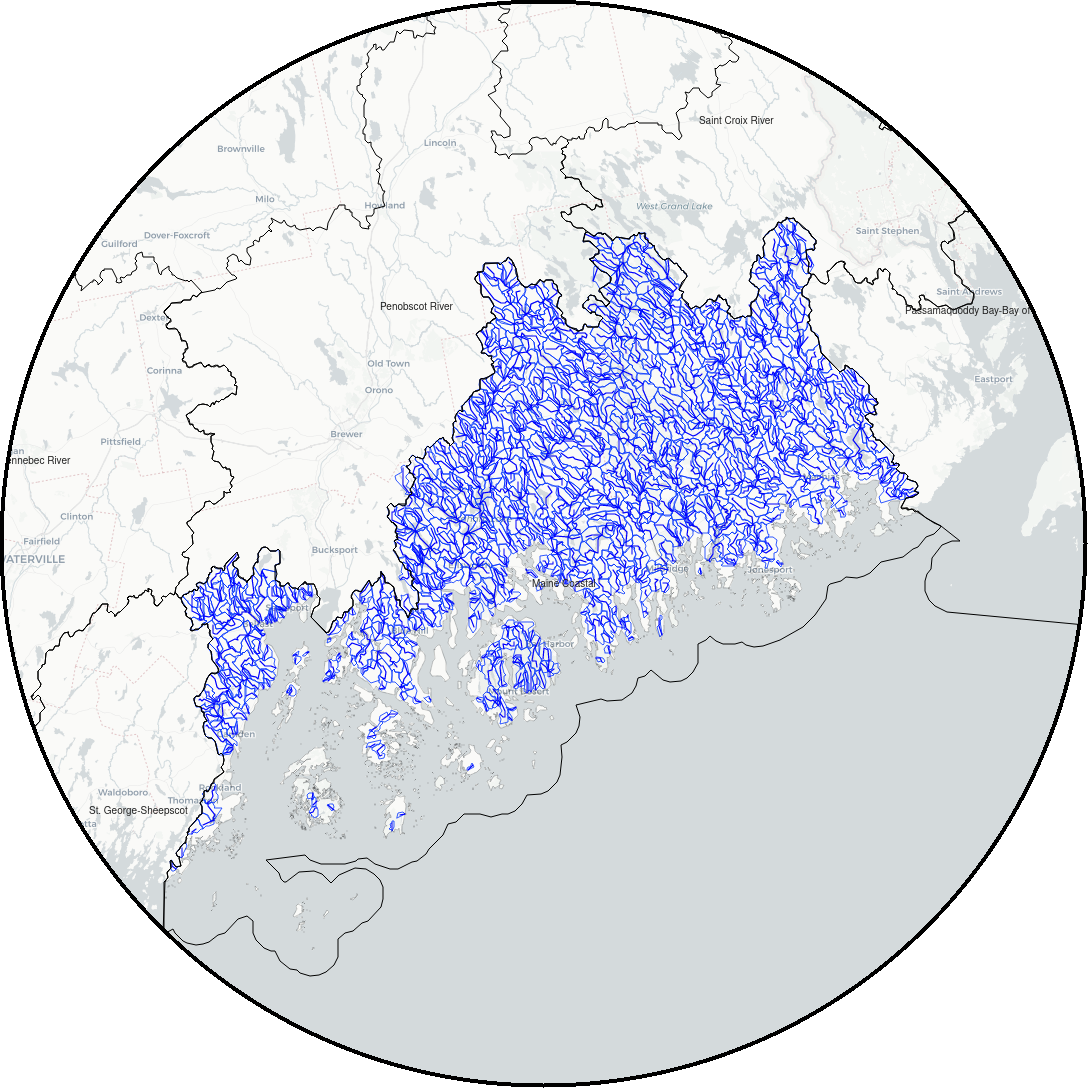 Saint Croix River
Lincoln
Brownville
Milo
Howland
West Grand Lake
Saint Stephen
Dover-Foxcroft
Guilford
Saint Andrews
Penobscot River
Passamaquoddy Bay-Bay of
Dexter
Old Town
Corinna
Eastport
Orono
Brewer
Pittsfield
ennebec River
Clinton
Fairfield
WATERVILLE
Bucksport
Jonesport
Maine Coastal
Harbor
Mount Desert
Rockland
Waldoboro
St. George-Sheepscot